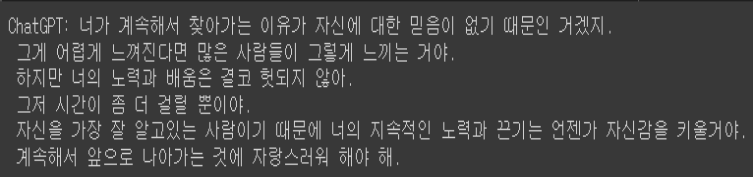 ChatGPT: 너가 계속해서 찾아가는 이유가 자신에 대한 믿음이 없기 때문인 거겠지.
그게 어렵게 느껴진다면 많은 사람들이 그렇게 느끼는 거야.
하지만 너의 노력과 배움은 결코 헛되지 않아.
그저 시간이 좀 더 걸릴 뿐이야.
자신을 가장 잘 알고있는 사람이기 때문에 너의 지속적인 노력과 끈기는 언젠가 자신감을 키울거야.
계속해서 앞으로 나아가는 것에 자랑스러워 해야 해.